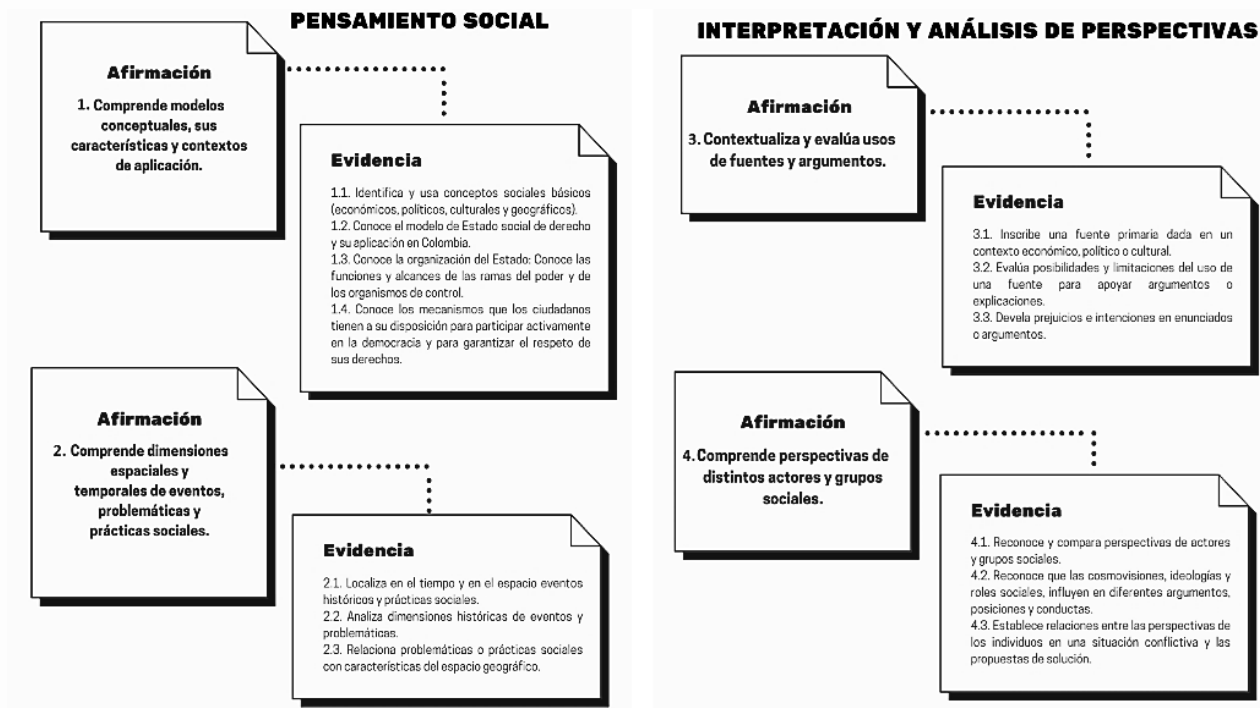 PENSAMIENTO SOCIAL
Afirmación
1. Comprende modelos
conceptuales, sus
características y contextos
de aplicación.
Evidencia
1.1. Identifica y usa conceptos sociales básicos
(económicos, políticos, culturales y geográficos).
1.2. Conoce el modelo de Estado social de derecho
y su aplicación en Colombia.
1.3. Conoce la organización del Estado: Conoce las
funciones y alcances de las ramas del poder y de
los organismos de control.
1.4. Conoce los mecanismos que los ciudadanos
tienen a su disposición para participar activamente
en la democracia y para garantizar el respeto de
sus derechos.
Afirmación
2. Comprende dimensiones
espaciales y
temporales de eventos,
problemáticas y
prácticas sociales.
Evidencia
2.1. Localiza en el tiempo y en el espacio eventos
históricos y prácticas sociales.
2.2. Analiza dimensiones históricas de eventos y
problemáticas.
2.3. Relaciona problemáticas o prácticas sociales
con características del espacio geográfico.
INTERPRETACIÓN Y ANÁLISIS DE PERSPECTIVAS
Afirmación
3. Contextualiza y evalúa usos
de fuentes y argumentos.
Evidencia
3.1. Inscribe una fuente primaria dada en un
contexto económico, político o cultural.
3.2. Evalúa posibilidades y limitaciones del uso de
una fuente para apoyar argumentos o
explicaciones.
3.3. Devela prejuicios e intenciones en enunciados
o argumentos.
Afirmación
4. Comprende perspectivas de
distintos actores y grupos
sociales.
Evidencia
4.1. Reconoce y compara perspectivas de actores
y grupos sociales.
4.2. Reconoce que las cosmovisiones, ideologías y
roles sociales, influyen en diferentes argumentos,
posiciones y conductas.
4.3. Establece relaciones entre las perspectivas de
los individuos en una situación conflictiva y las
propuestas de solución.